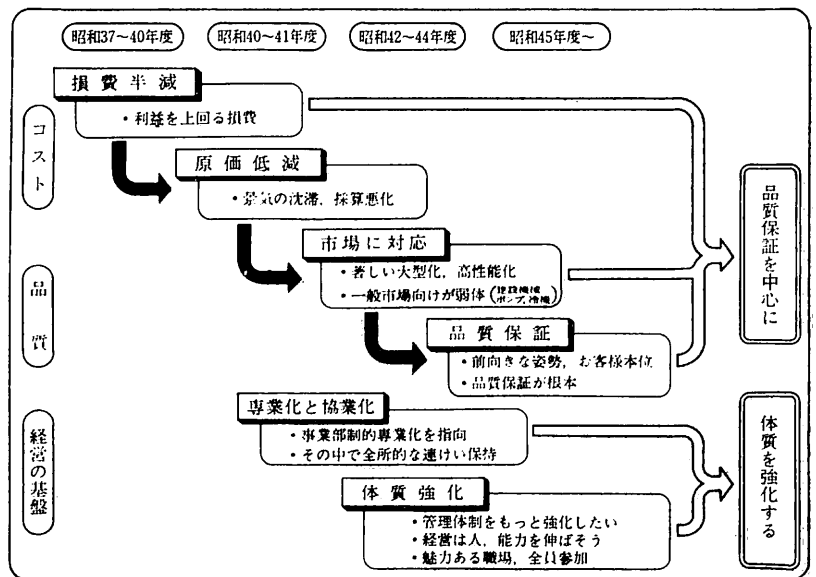 昭和37～40年度
昭和40～41年度
昭和42～44年度
昭和45年度～
コスト
品質
経営の基盤
損費半減
・利益を上回る損費
原価低減
・景気の沈滞，採算悪化
市場に対応
・著しい大型化，高性能化
・一般市場向けが弱体（建設機械 ポンプ，冷機）
品質保証
・前向きな姿勢，お客様本位
・品質保証が根本
専業化と協業化
・事業部制的専業化を指向
・その中で全所的な連けい保持
体质強化
・管理体制をもっと強化したい
・経営は人，能力を伸ばそう
・魅力ある職場，全員参加
品質保証を中心に
体质を強化する